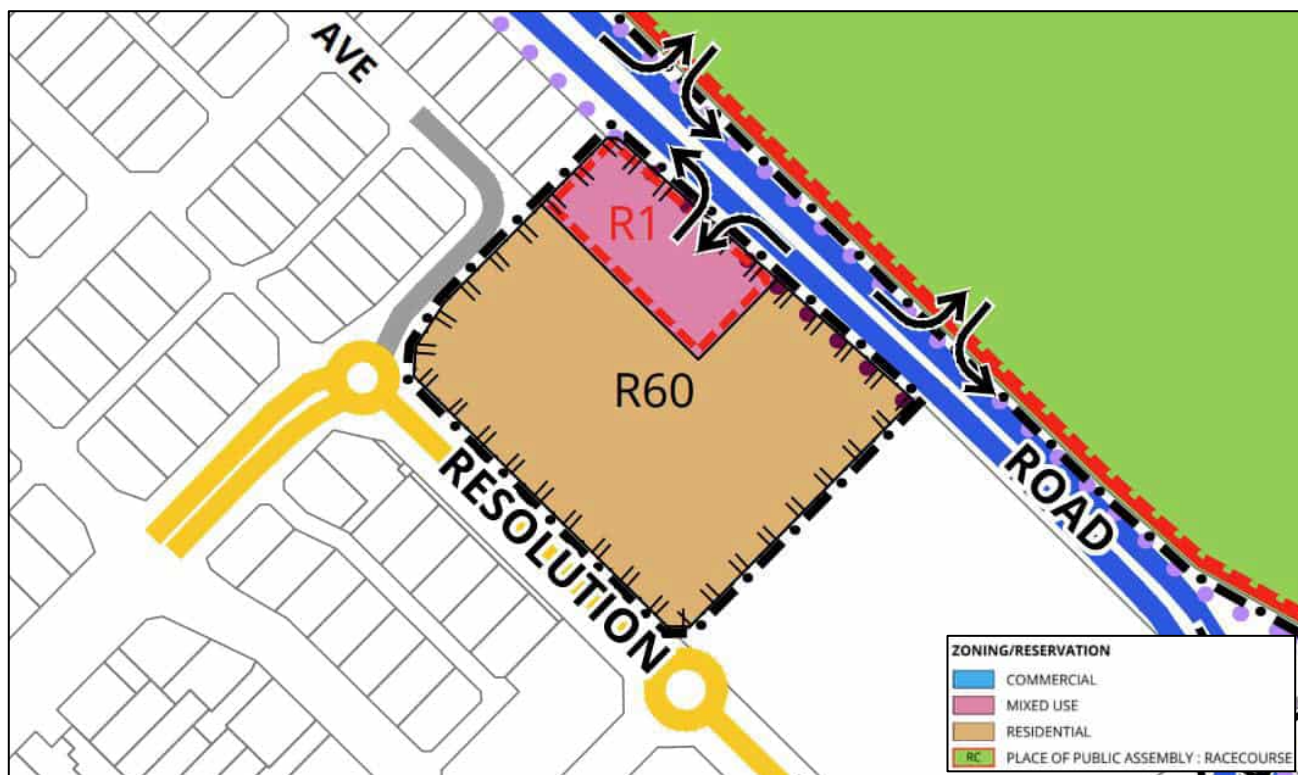 AVE
R1
R60
RESOLUTION
ROAD
ZONING/RESERVATION
COMMERCIAL
MIXED USE
RESIDENTIAL
RC PLACE OF PUBLIC ASSEMBLY : RACECOURSE